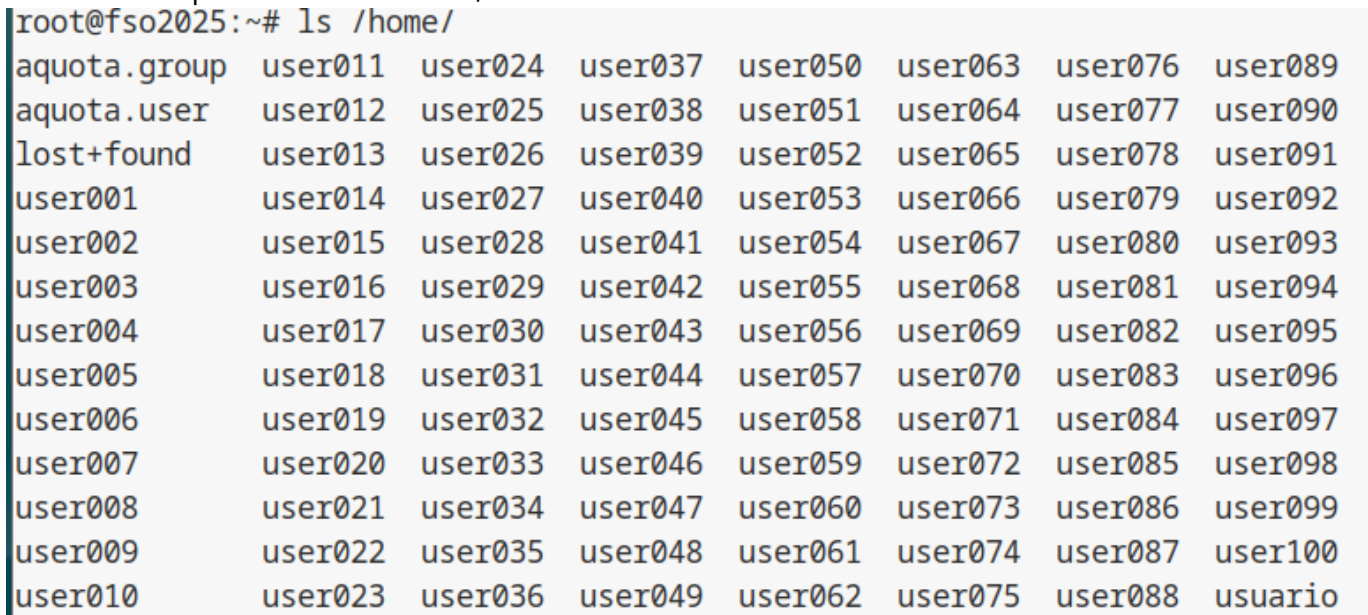 root@fso2025:~# ls /home/
aquota.group user011 user024 user037 user050 user063 user076 user089
aquota.user user012 user025 user038 user051 user064 user077 user090
lost+found user013 user026 user039 user052 user065 user078 user091
user001 user014 user027 user040 user053 user066 user079 user092
user002 user015 user028 user041 user054 user067 user080 user093
user003 user016 user029 user042 user055 user068 user081 user094
user004 user017 user030 user043 user056 user069 user082 user095
user005 user018 user031 user044 user057 user070 user083 user096
user006 user019 user032 user045 user058 user071 user084 user097
user007 user020 user033 user046 user059 user072 user085 user098
user008 user021 user034 user047 user060 user073 user086 user099
user009 user022 user035 user048 user061 user074 user087 user100
user010 user023 user036 user049 user062 user075 user088 usuario